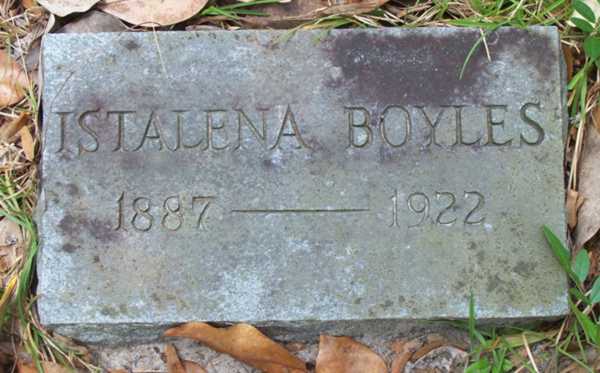 ISTALENA BOYLES
1887 — 1922